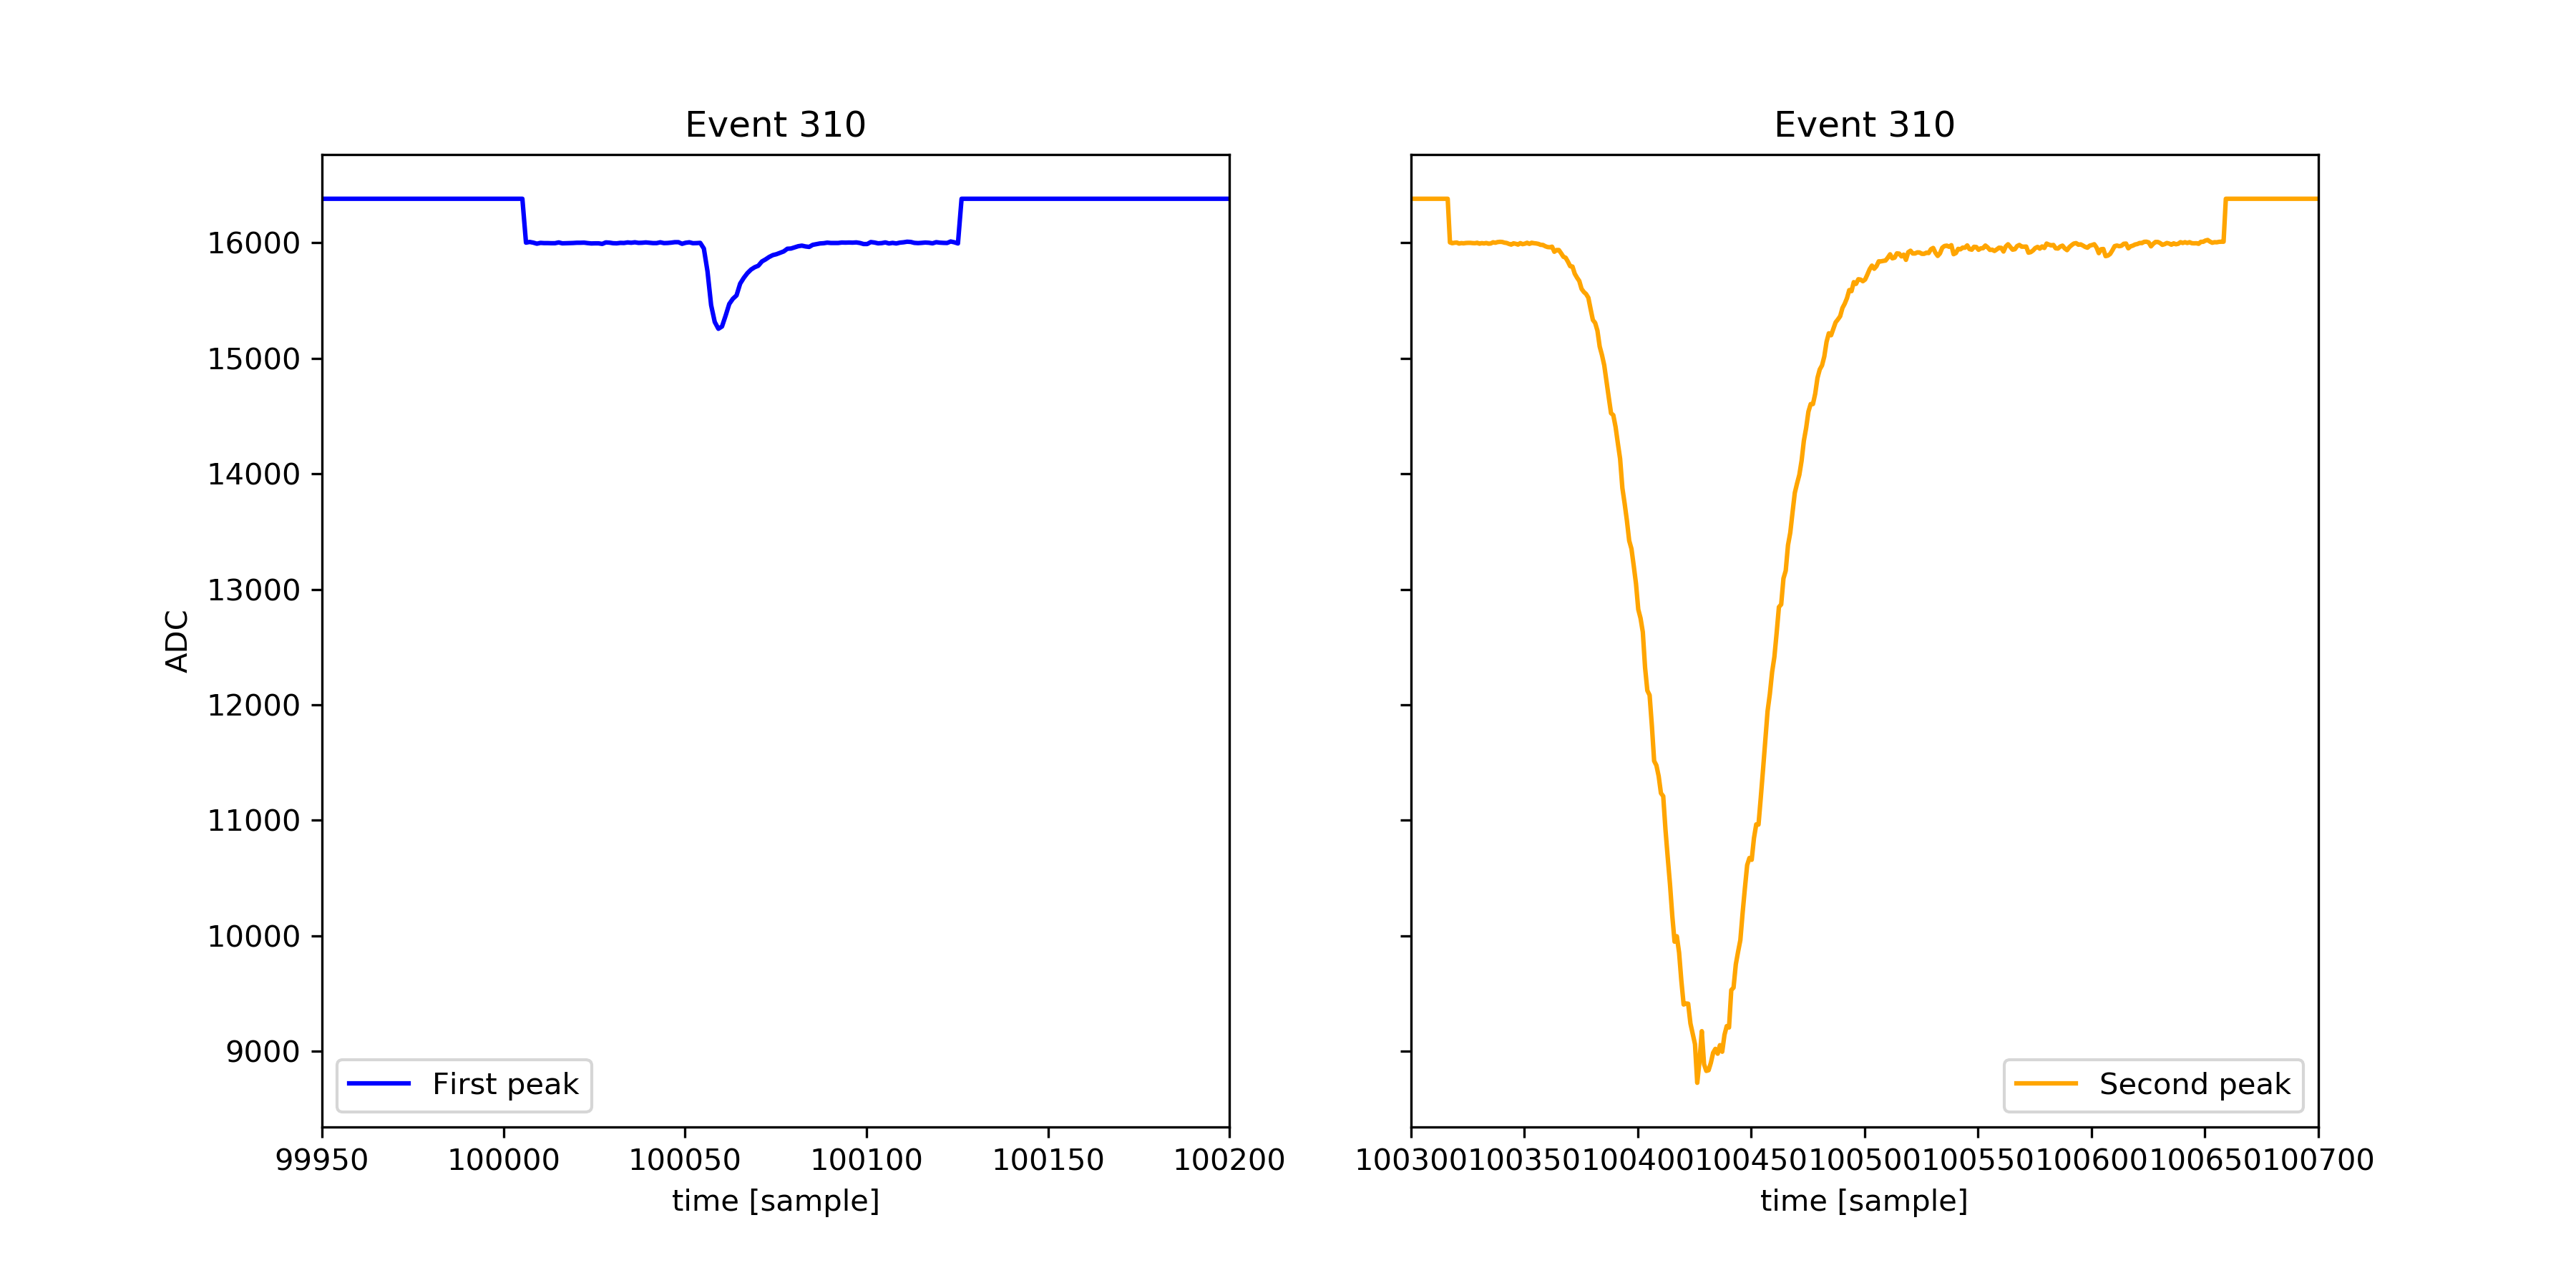 Event 310
Event 310
ADC
16000
15000
14000
13000
12000
11000
10000
9000
First peak
Second peak
99950 100000 100050 100100 100150 100200
100300 100350 100400 100450 100500 100550 100600 100650 100700
time [sample]
time [sample]